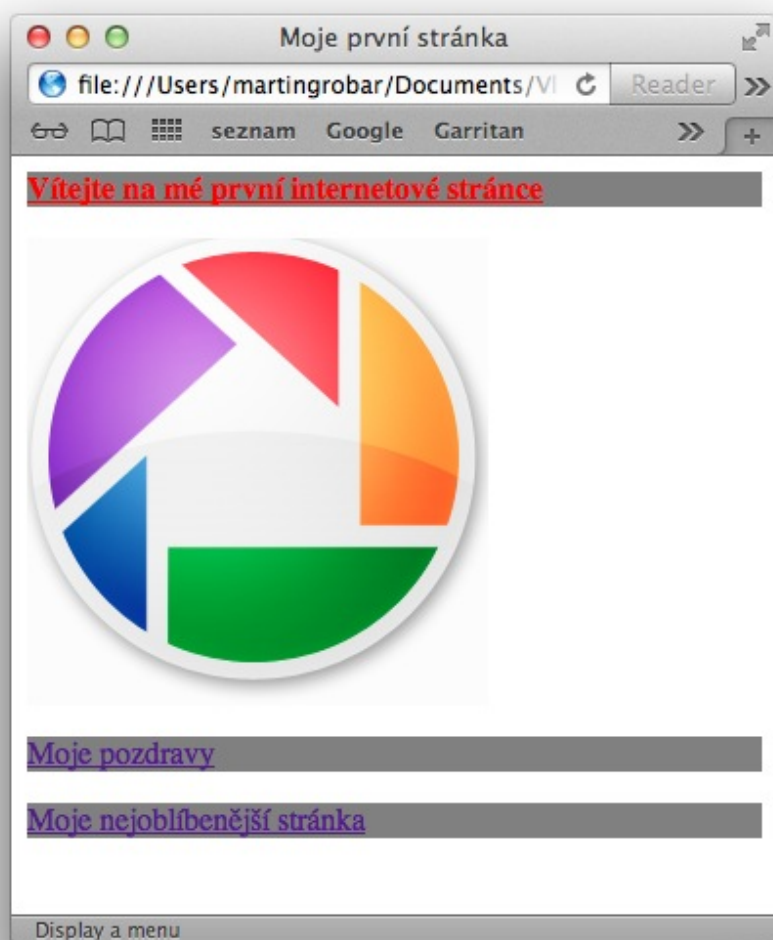 Moje první stránka
file:///Users/martingrobar/Documents/Vl
Reader
seznam Google Garritan
Vítejte na mé první internetové stránce
Moje pozdravy
Moje nejoblíbenější stránka
Display a menu